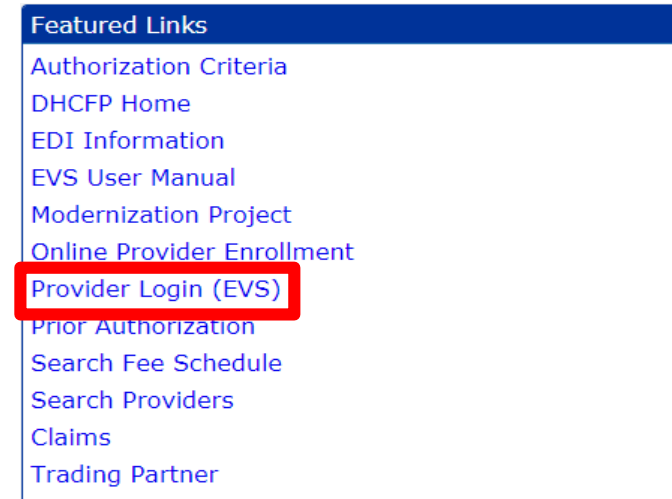 Featured Links
Authorization Criteria
DHCFP Home
EDI Information
EVS User Manual
Modernization Project
Online Provider Enrollment
Provider Login (EVS)
Prior Authorization
Search Fee Schedule
Search Providers
Claims
Trading Partner